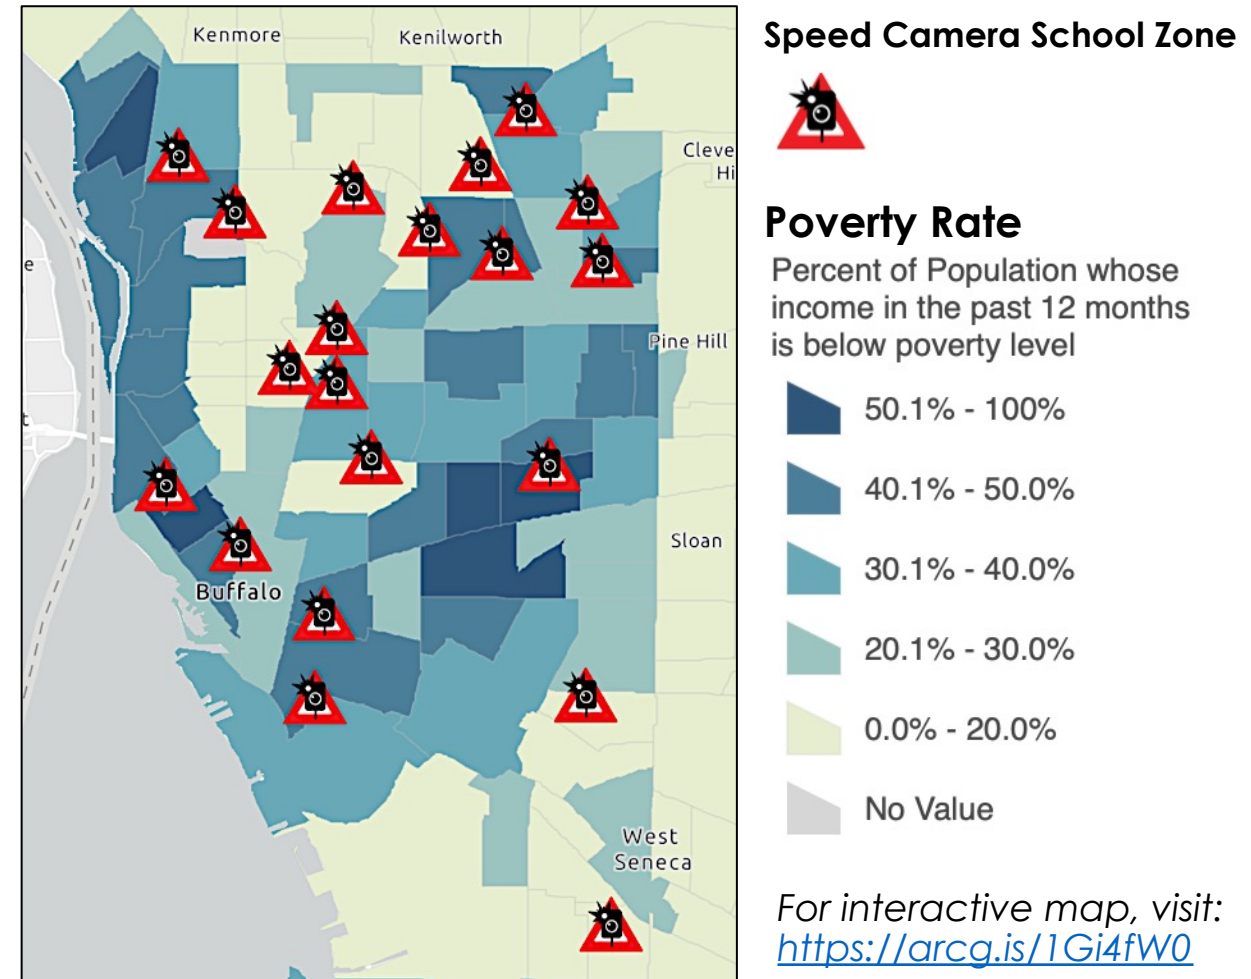 Kenmore
Kenilworth
Cleve
Hi
e
Pine Hill
t
Sloan
Buffalo
West
Seneca
Speed Camera School Zone
Poverty Rate
Percent of Population whose
income in the past 12 months
is below poverty level
50.1% - 100%
40.1% - 50.0%
30.1% - 40.0%
20.1% - 30.0%
0.0% - 20.0%
No Value
For interactive map, visit:
https://arcg.is/1Gi4fW0